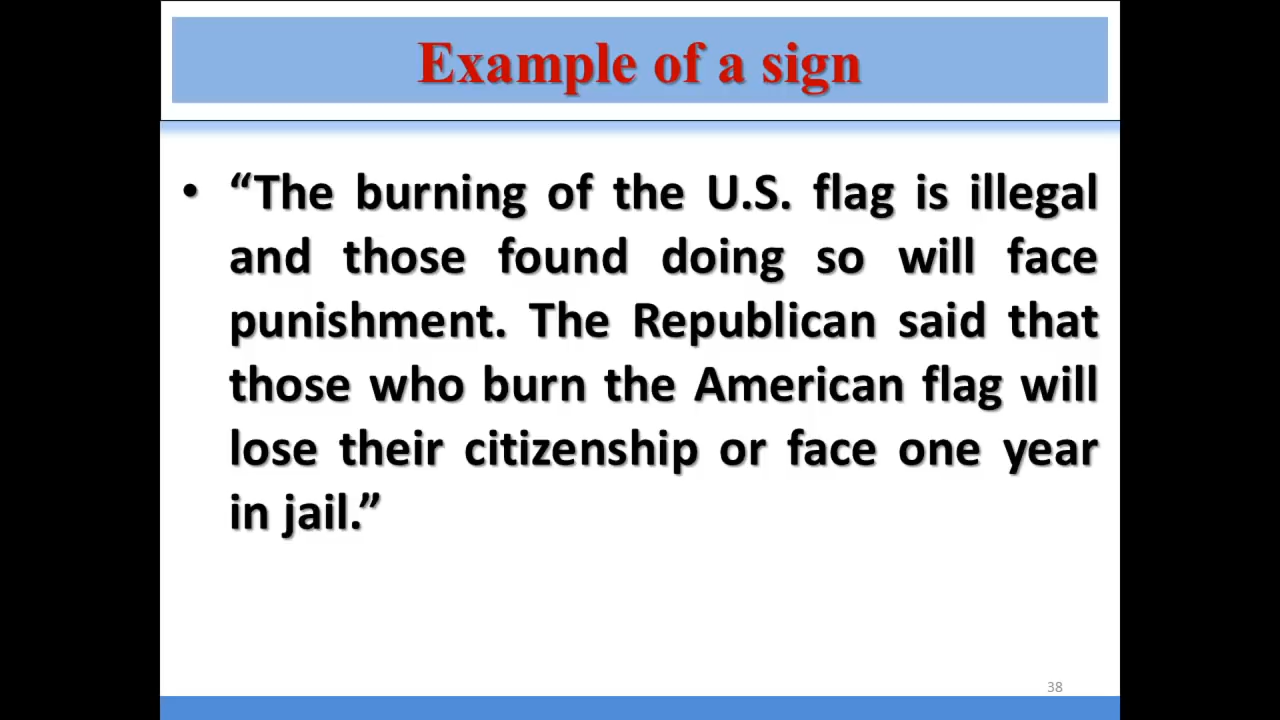 Example of a sign
• “The burning of the U.S. flag is illegal
and those found doing so will face
punishment. The Republican said that
those who burn the American flag will
lose their citizenship or face one year
in jail.”
38